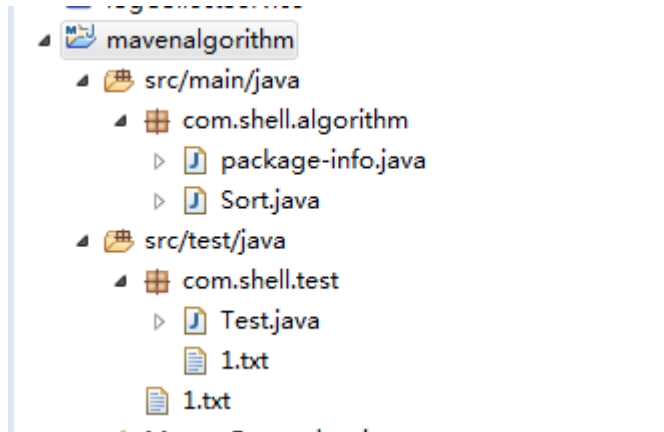 mavenalgorithm
src/main/java
com.shell.algorithm
package-info.java
Sort.java
src/test/java
com.shell.test
Test.java
1.txt
1.txt